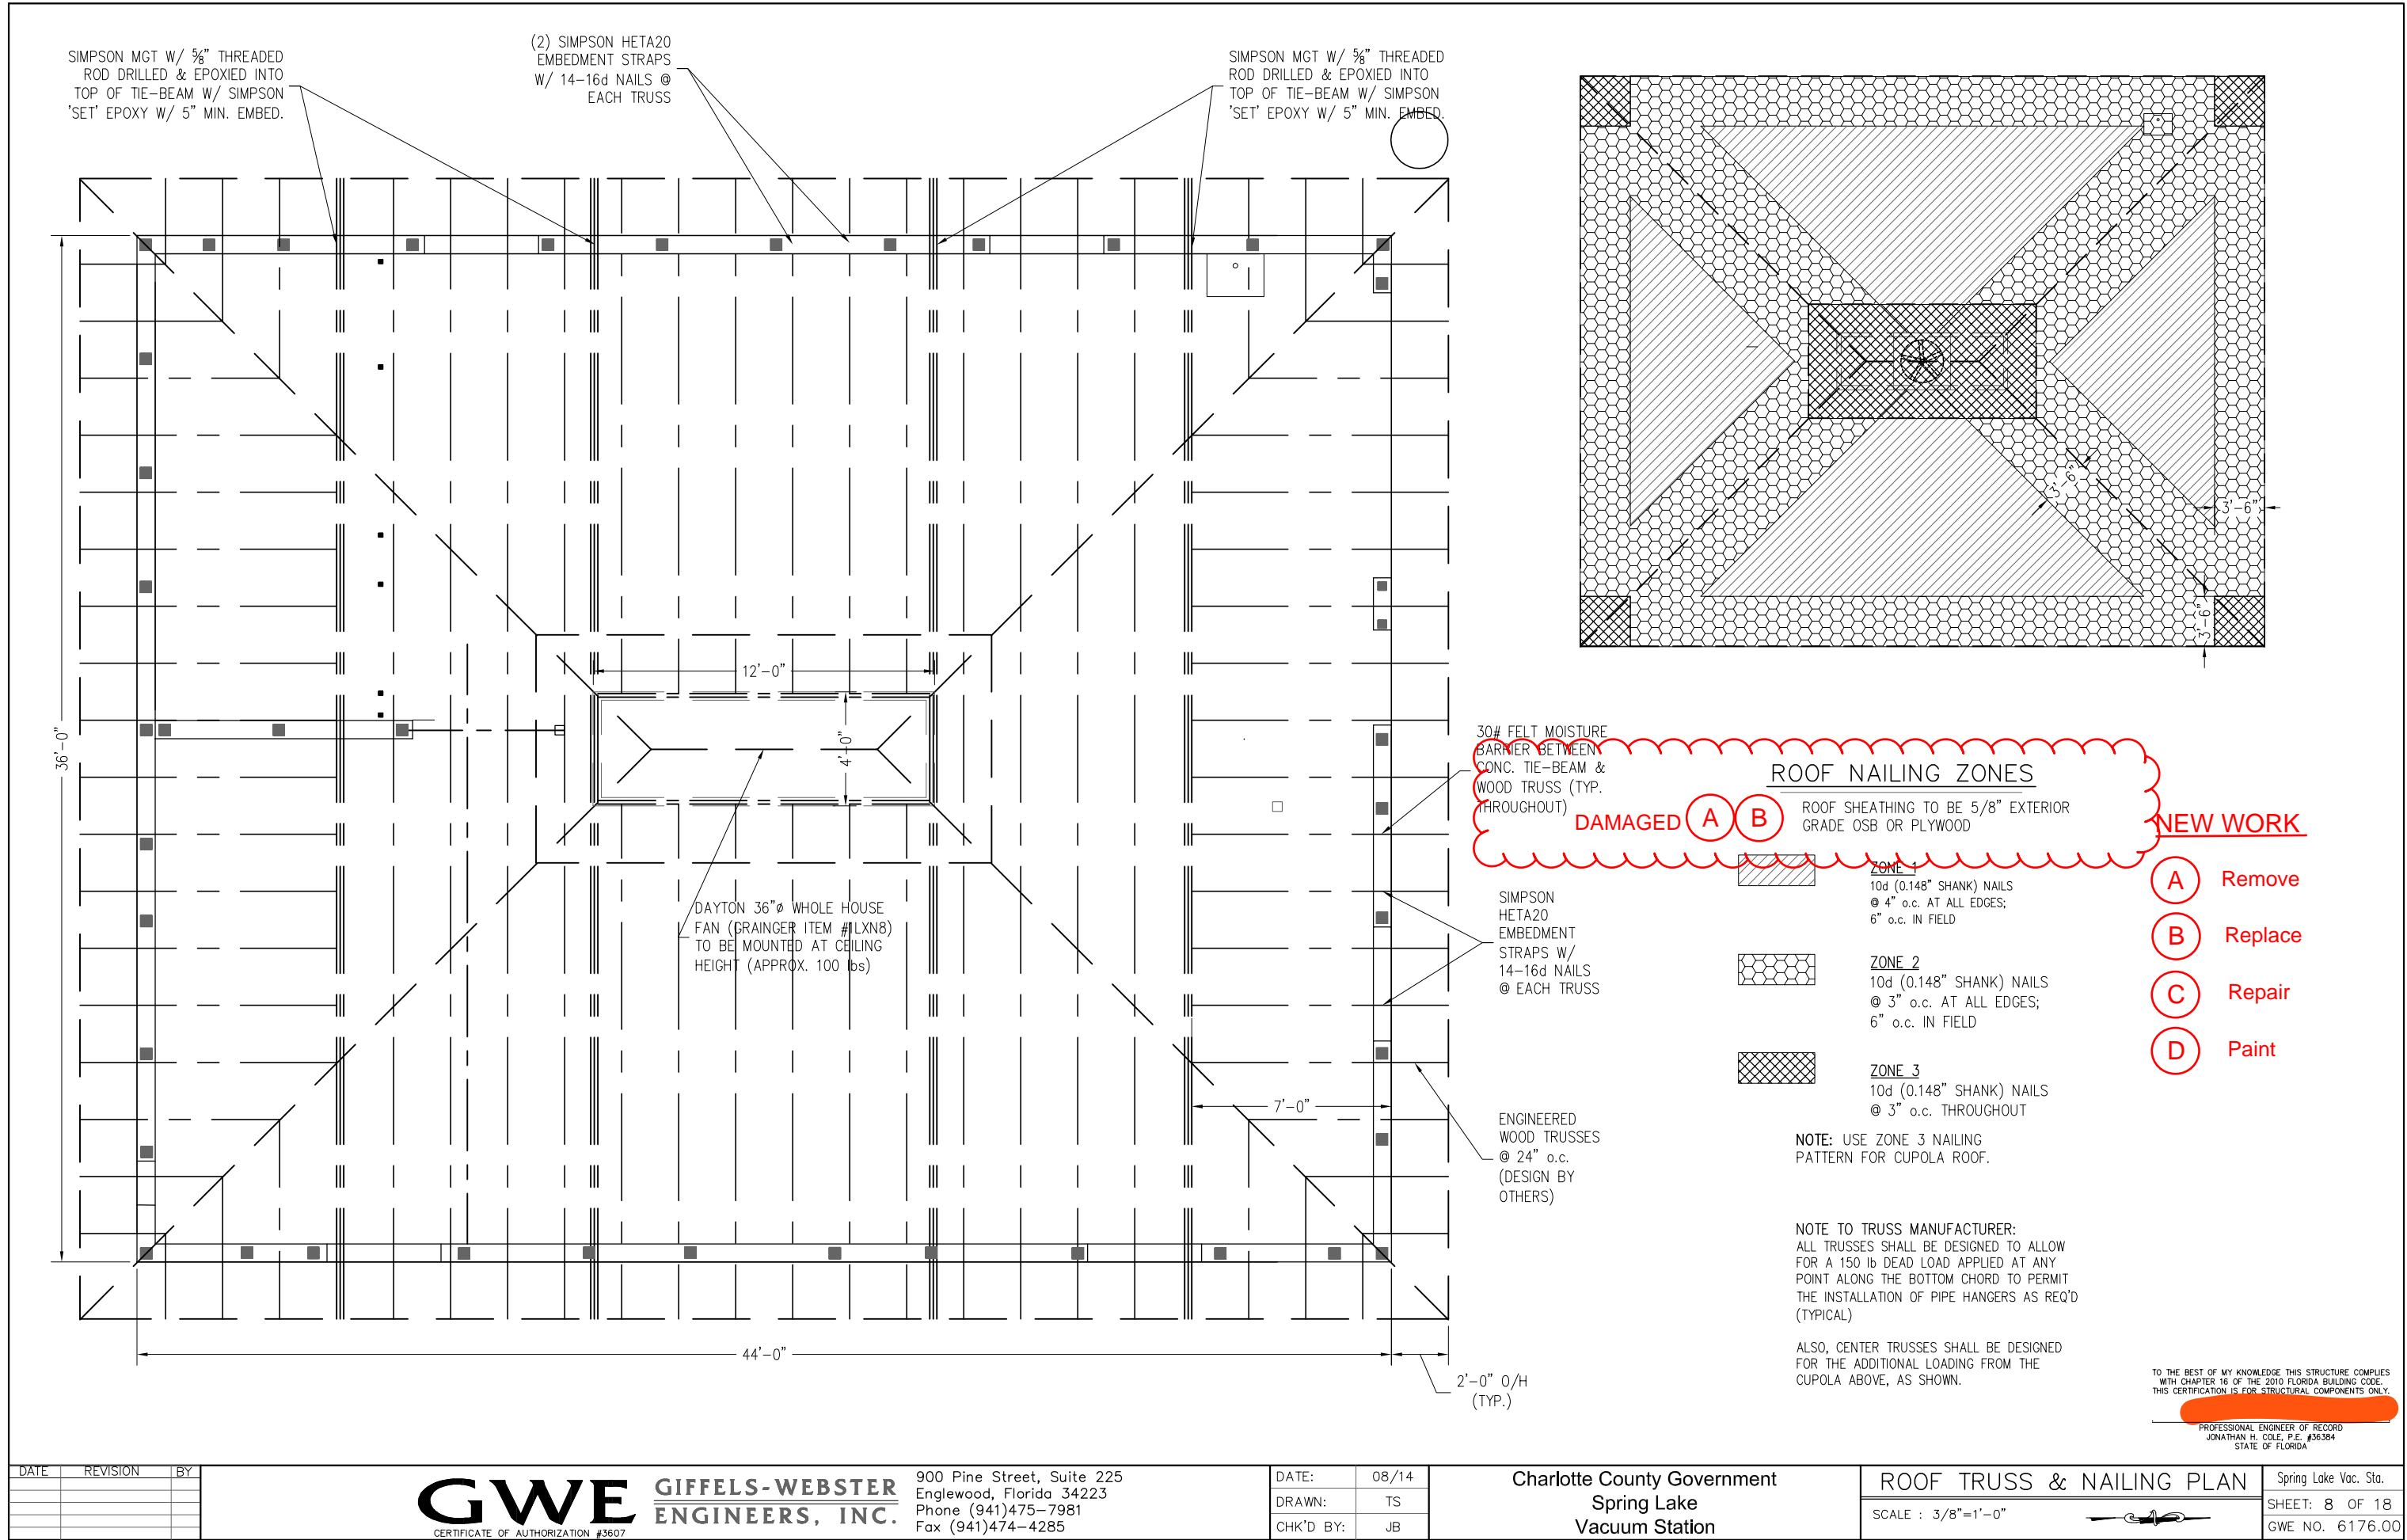 SIMPSON MGT W/ ⅝" THREADED
ROD DRILLED & EPOXIED INTO
TOP OF TIE-BEAM W/ SIMPSON
'SET' EPOXY W/ 5" MIN. EMBED.
(2) SIMPSON HETA20
EMBEDMENT STRAPS
W/ 14-16d NAILS @
EACH TRUSS
SIMPSON MGT W/ ⅝" THREADED
ROD DRILLED & EPOXIED INTO
TOP OF TIE-BEAM W/ SIMPSON
'SET' EPOXY W/ 5" MIN. EMBED.
36'-0"
12'-0"
4'-0"
DAYTON 36"ø WHOLE HOUSE
FAN (GRAINGER ITEM #1LXN8)
TO BE MOUNTED AT CEILING
HEIGHT (APPROX. 100 lbs)
7'-0"
44'-0"
2'-0" O/H
(TYP.)
3'-6"
3'-6"
3'-6"
30# FELT MOISTURE
BARRIER BETWEEN
CONC. TIE-BEAM &
WOOD TRUSS (TYP.
THROUGHOUT)
SIMPSON
HETA20
EMBEDMENT
STRAPS W/
14-16d NAILS
@ EACH TRUSS
ENGINEERED
WOOD TRUSSES
@ 24" o.c.
(DESIGN BY
OTHERS)
ROOF NAILING ZONES
DAMAGED A B
ROOF SHEATHING TO BE 5/8" EXTERIOR
GRADE OSB OR PLYWOOD
ZONE 1
10d (0.148" SHANK) NAILS
@ 4" o.c. AT ALL EDGES;
6" o.c. IN FIELD
ZONE 2
10d (0.148" SHANK) NAILS
@ 3" o.c. AT ALL EDGES;
6" o.c. IN FIELD
ZONE 3
10d (0.148" SHANK) NAILS
@ 3" o.c. THROUGHOUT
NOTE: USE ZONE 3 NAILING
PATTERN FOR CUPOLA ROOF.
NOTE TO TRUSS MANUFACTURER:
ALL TRUSSES SHALL BE DESIGNED TO ALLOW
FOR A 150 lb DEAD LOAD APPLIED AT ANY
POINT ALONG THE BOTTOM CHORD TO PERMIT
THE INSTALLATION OF PIPE HANGERS AS REQ'D
(TYPICAL)
ALSO, CENTER TRUSSES SHALL BE DESIGNED
FOR THE ADDITIONAL LOADING FROM THE
CUPOLA ABOVE, AS SHOWN.
NEW WORK
A Remove
B Replace
C Repair
D Paint
TO THE BEST OF MY KNOWLEDGE THIS STRUCTURE COMPLIES
WITH CHAPTER 16 OF THE 2010 FLORIDA BUILDING CODE.
THIS CERTIFICATION IS FOR STRUCTURAL COMPONENTS ONLY.
PROFESSIONAL ENGINEER OF RECORD
JONATHAN H. COLE, P.E. #36384
STATE OF FLORIDA
DATE REVISION BY
GWE
CERTIFICATE OF AUTHORIZATION #3607
GIFFELS-WEBSTER
ENGINEERS, INC.
900 Pine Street, Suite 225
Englewood, Florida 34223
Phone (941)475-7981
Fax (941)474-4285
DATE: 08/14
DRAWN: TS
CHK'D BY: JB
Charlotte County Government
Spring Lake
Vacuum Station
ROOF TRUSS & NAILING PLAN
SCALE : 3/8"=1'-0"
Spring Lake Vac. Sta.
SHEET: 8 OF 18
GWE NO. 6176.00